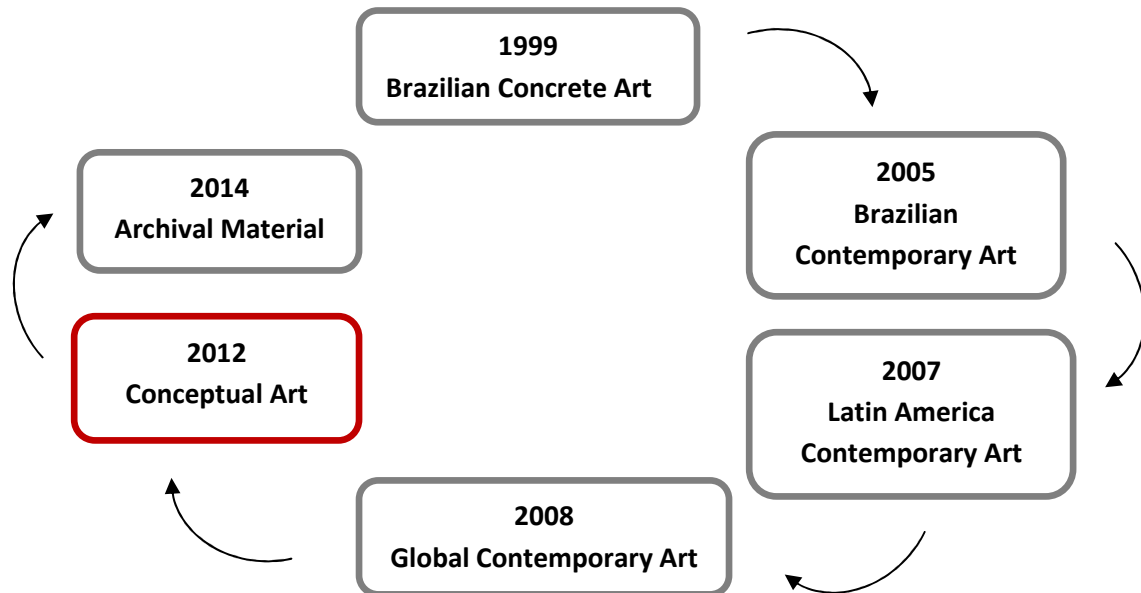 1999
Brazilian Concrete Art
2005
Brazilian
Contemporary Art
2007
Latin America
Contemporary Art
2008
Global Contemporary Art
2012
Conceptual Art
2014
Archival Material